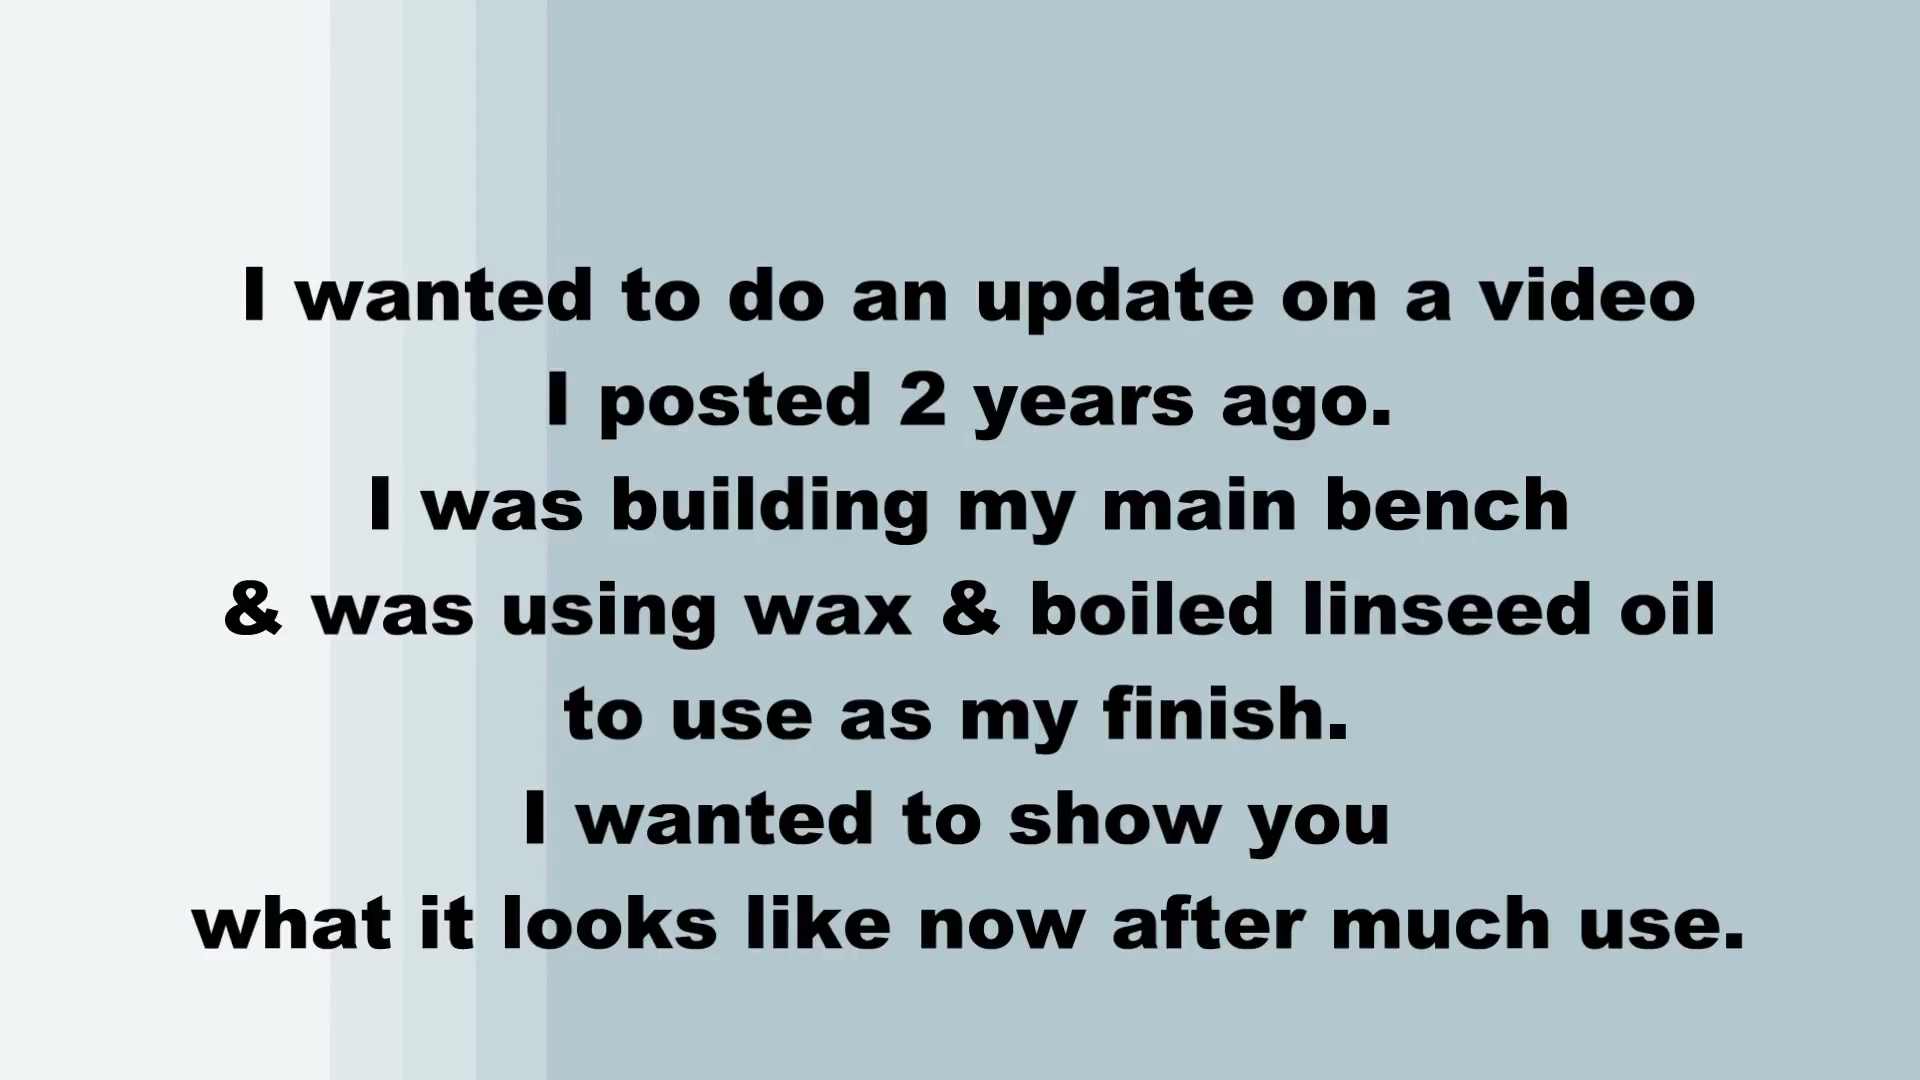 I wanted to do an update on a video
I posted 2 years ago.
I was building my main bench
& was using wax & boiled linseed oil
to use as my finish.
I wanted to show you
what it looks like now after much use.